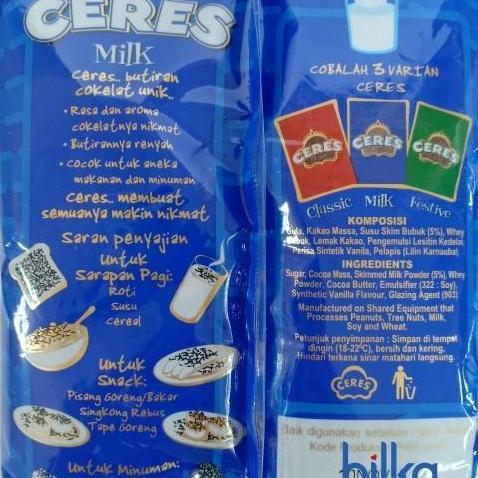 CERES
Milk
Ceres.. butiran
cokelat unik..
• Rasa dan aroma
cokelatnya nikmat
• Butirannya renyah
• Cocok untuk aneka
makanan dan minuman
Ceres.. membuat
semuanya makin nikmat
Saran penyajian
Untuk
Sarapan Pagi:
Roti
Susu
Cereal
Untuk
Snack:
Pisang Goreng/Bakar
Singkong Rebus
Tape Goreng
Untuk Minuman:
COBALAH 3 VARIAN
CERES
CERES
CERES
CERES
Classic Milk Festive
KOMPOSISI
Gula, Kakao Massa, Susu Skim Bubuk (5%), Whey
Bubuk, Lemak Kakao, Pengemulsi Lesitin Kedelai,
Perisa Sintetik Vanila, Pelapis (Lilin Karnauba).
INGREDIENTS
Sugar, Cocoa Mass, Skimmed Milk Powder (5%), Whey
Powder, Cocoa Butter, Emulsifier (322 : Soy),
Synthetic Vanilla Flavour, Glazing Agent (903)
Manufactured on Shared Equipment that
Processes Peanuts, Tree Nuts, Milk,
Soy and Wheat.
Petunjuk penyimpanan : Simpan di tempat
dingin (18-22ºC), bersih dan kering.
Hindari terkena sinar matahari langsung.
CERES
Baik digunakan sebelum
Kode Produksi
bilka